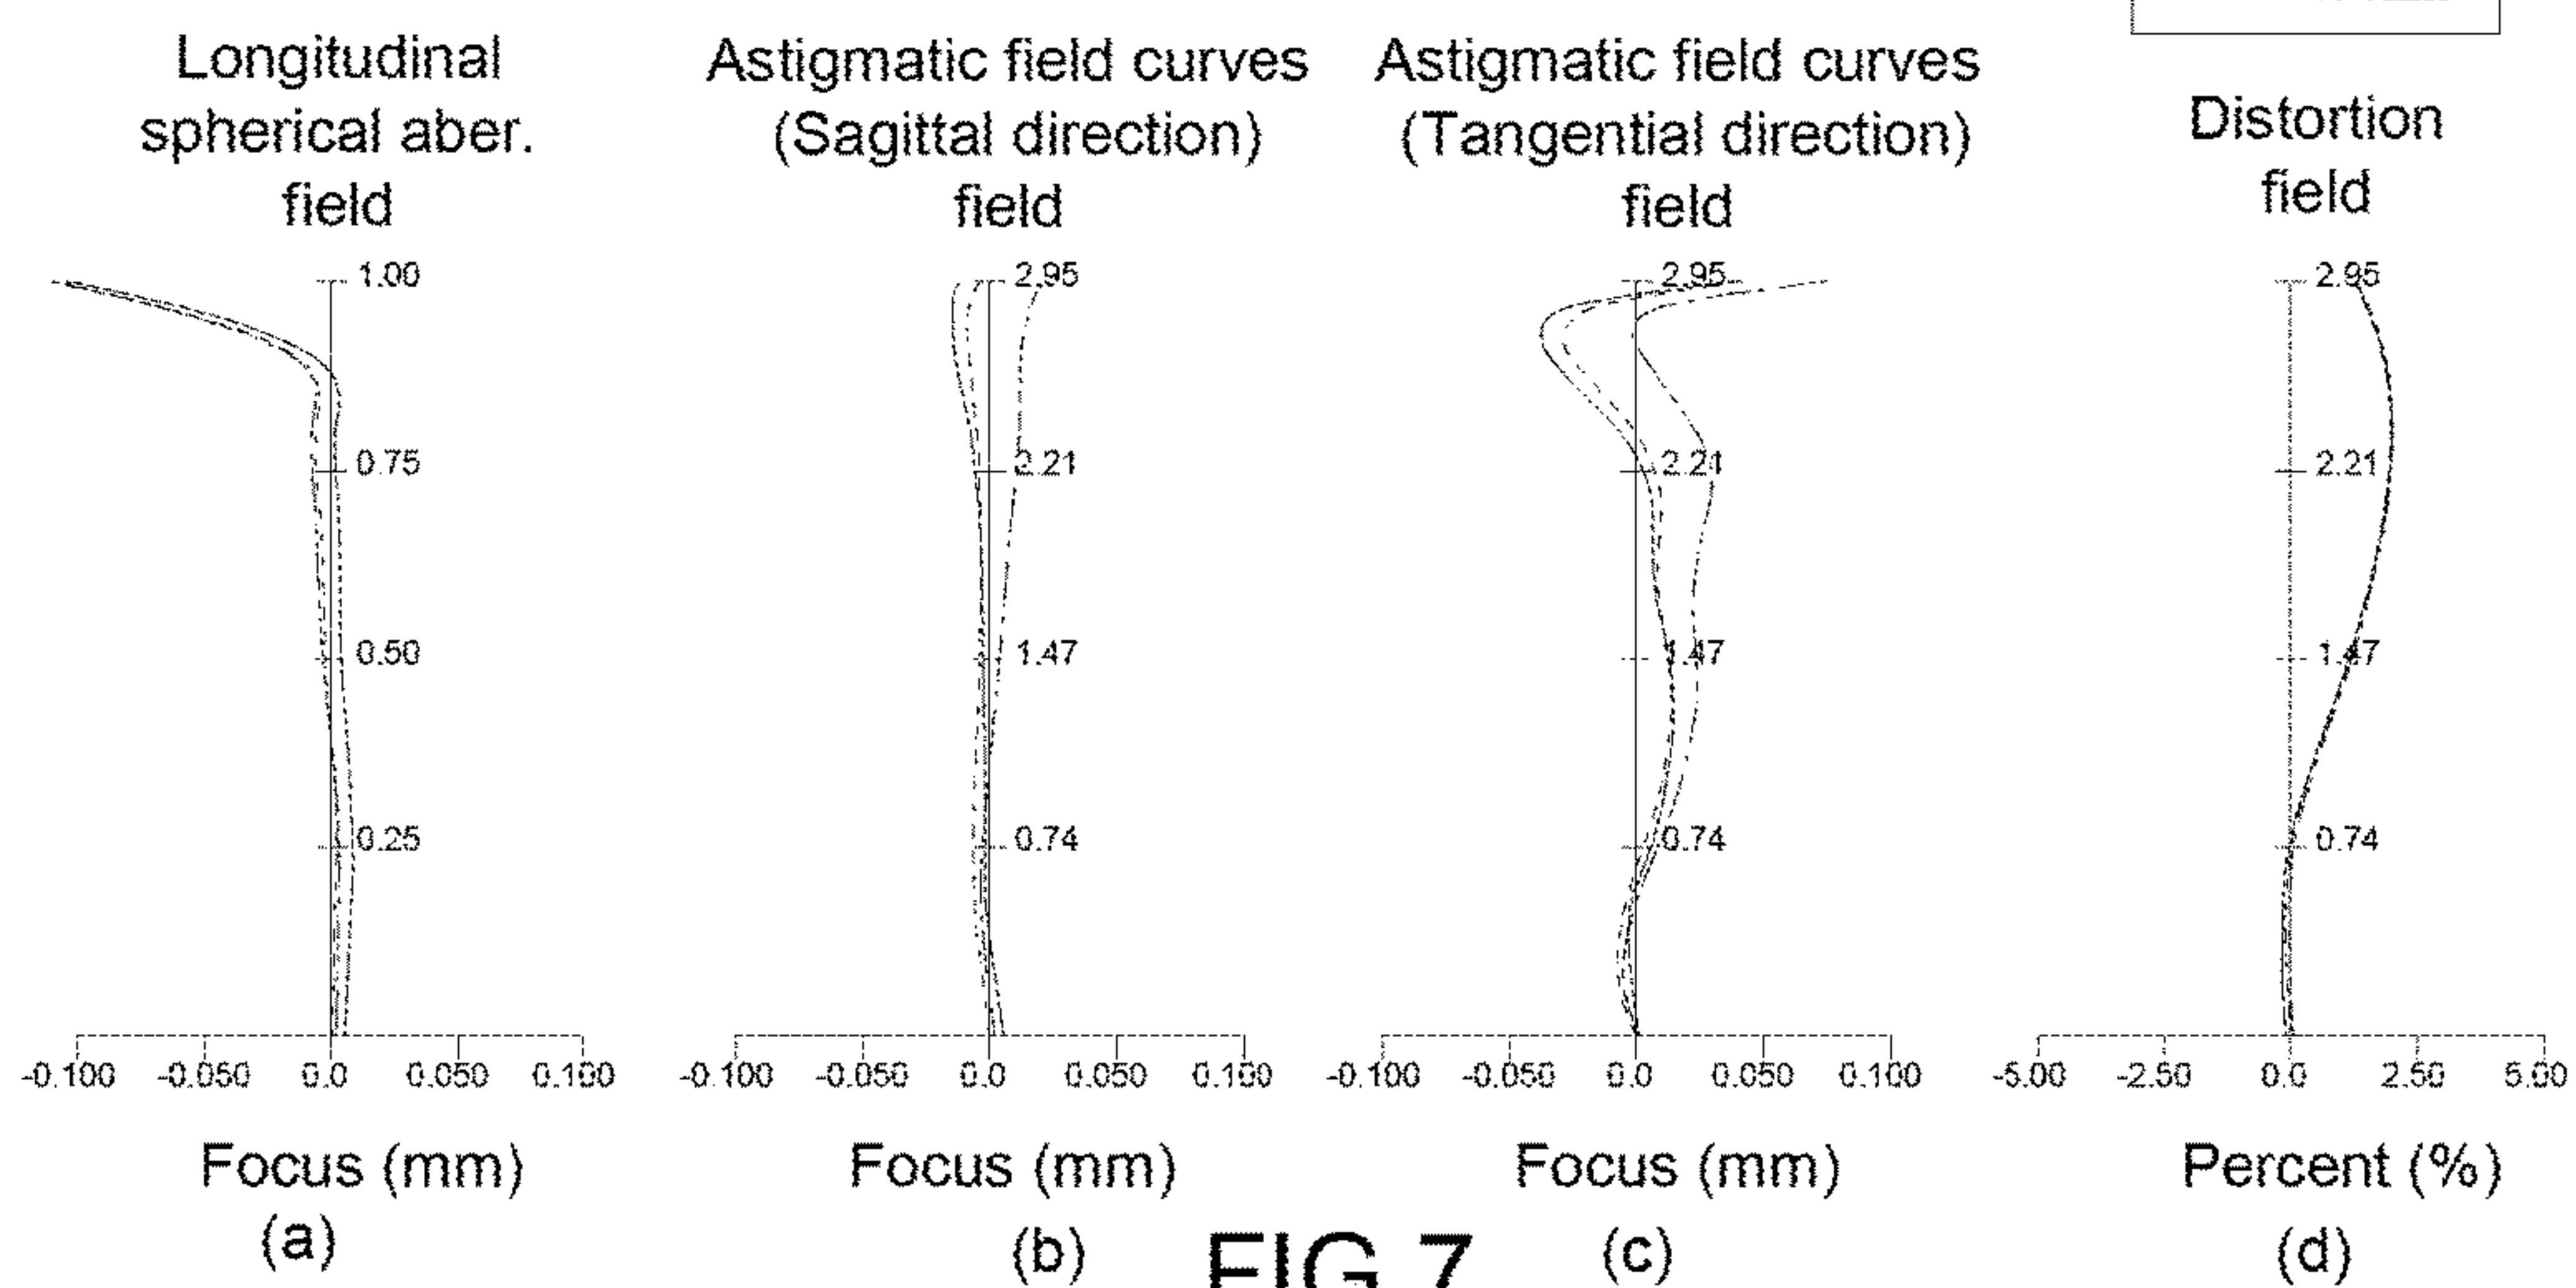 Longitudinal
spherical aber.
field
1.00
0.75
0.50
0.25
-0.100 -0.050 0.0 0.050 0.100
Focus (mm)
(a)
Astigmatic field curves
(Sagittal direction)
field
2.95
2.21
1.47
0.74
-0.100 -0.050 0.0 0.050 0.100
Focus (mm)
(b)
Astigmatic field curves
(Tangential direction)
field
2.95
2.21
1.47
0.74
-0.100 -0.050 0.0 0.050 0.100
Focus (mm)
(c)
Distortion
field
2.95
2.21
1.47
0.74
-5.00 -2.50 0.0 2.50 5.00
Percent (%)
(d)
FIG.7